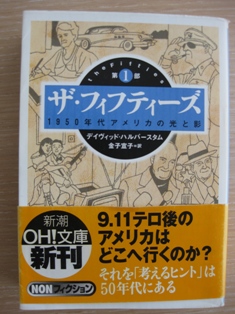 the fifties
第1部
ザ・フィフティーズ
1950年代アメリカの光と影
デイヴィッド・ハルバースタム
金子宣子=訳
新潮
OH!文庫
新刊
NONフィクション
9.11テロ後の
アメリカは
どこへ行くのか?
それを「考えるヒント」は
50年代にある